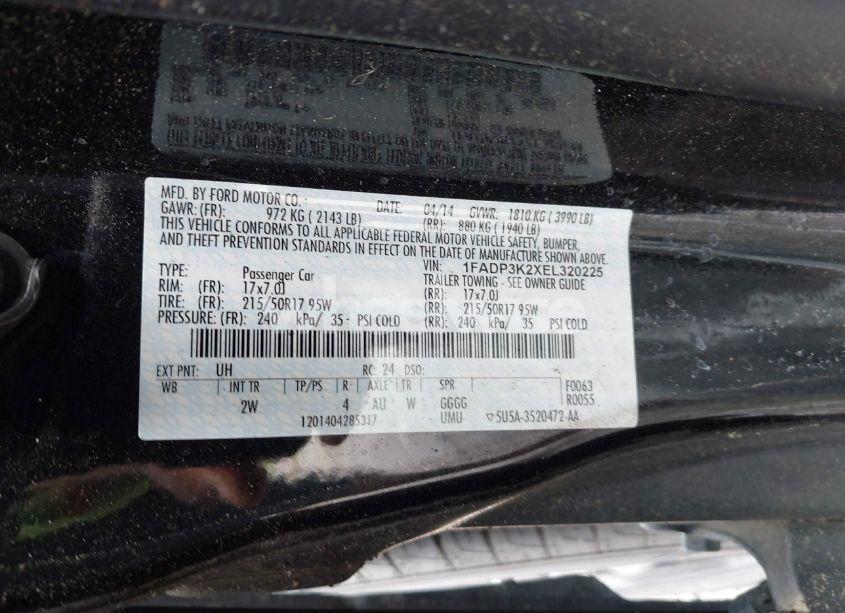 MFD. BY FORD MOTOR CO. DATE: 04/14 GVWR: 1810 KG ( 3990 LB)
GAWR: (FR): 972 KG ( 2143 LB) (RR): 880 KG ( 1940 LB)
THIS VEHICLE CONFORMS TO ALL APPLICABLE FEDERAL MOTOR VEHICLE SAFETY, BUMPER,
AND THEFT PREVENTION STANDARDS IN EFFECT ON THE DATE OF MANUFACTURE SHOWN ABOVE.
VIN: 1FADP3K2XEL320225
TYPE: Passenger Car TRAILER TOWING - SEE OWNER GUIDE
RIM: (FR): 17x7.0J (RR): 17x7.0J
TIRE: (FR): 215/50R17 95W (RR): 215/50R17 95W
PRESSURE: (FR): 240 kPa/ 35 - PSI COLD (RR): 240 kPa/ 35 PSI COLD
EXT PNT: UH RC: 24 DSO:
WB INT TR TP/PS R AXLE TR SPR F0063
2W 4 AU W GGGG R0055
UMU ▽5U5A-3520472-AA